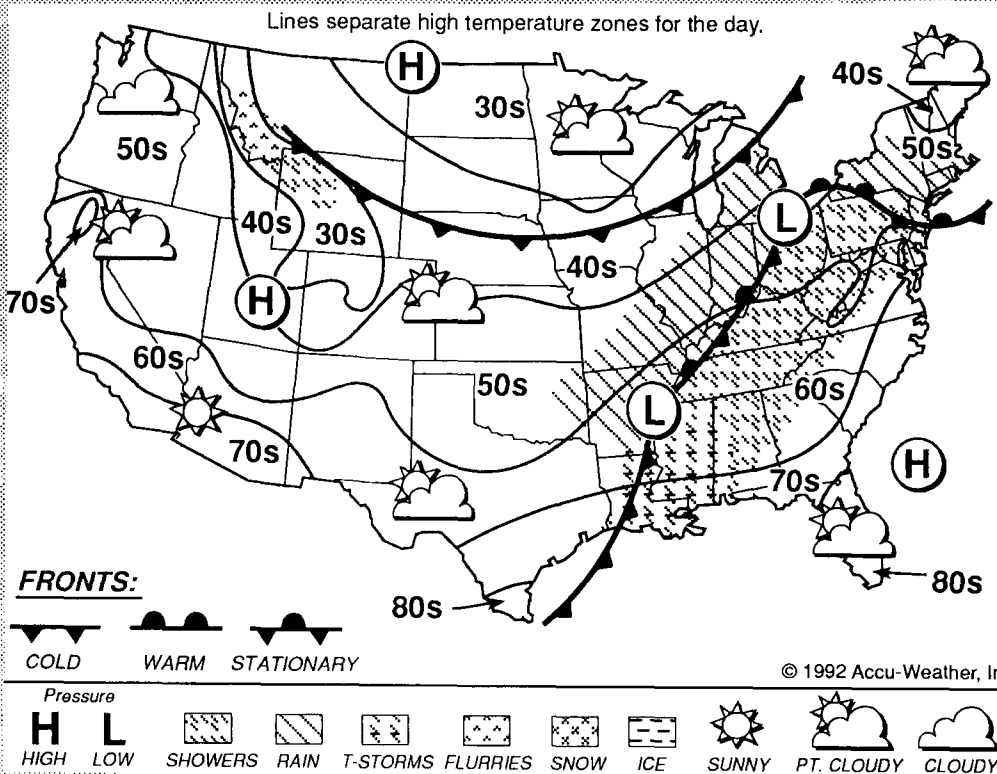 Lines separate high temperature zones for the day.
H
40s
30s
50s
50s
L
40s
30s
40s
H
70s
60s
50s
L
60s
70s
H
70s
80s
80s
FRONTS:
COLD WARM STATIONARY
© 1992 Accu-Weather, In
Pressure
H L
HIGH LOW SHOWERS RAIN T-STORMS FLURRIES SNOW ICE SUNNY PT. CLOUDY CLOUDY